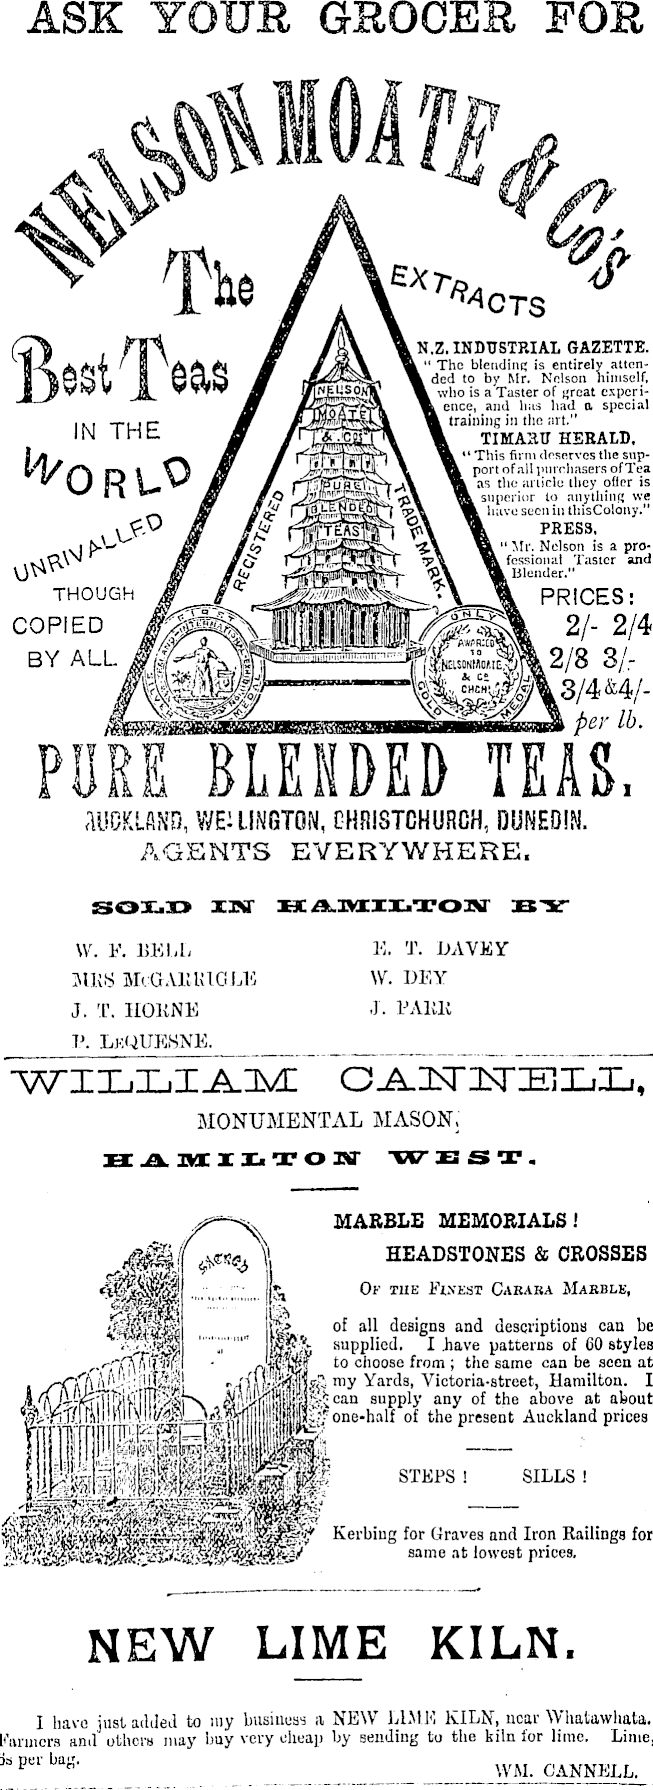 ASK YOUR GROCER FOR
NELSON MOATE & Co's
The
Best Teas
IN THE
WORLD
UNRIVALLED
THOUGH
COPIED
BY ALL
REGISTERED
TRADE MARK.
NELSON
MOATE
& COS
PURE
BLENDED
TEAS
ONLY
AWARDED
TO
NELSON MOATE
& Co
CHCH
GOLD MEDAL
EXTRACTS
N.Z. INDUSTRIAL GAZETTE.
" The blending is entirely atten-
ded to by Mr. Nelson himself,
who is a Taster of great experi-
ence, and has had a special
training in the art."
TIMARU HERALD,
"This firm deserves the sup-
port of all purchasers of Tea
as the article they offer is
superior to anything we
have seen in this Colony."
PRESS,
"Mr. Nelson is a pro-
fessional Taster and
Blender."
PRICES:
2/- 2/4
2/8 3/-
3/4 & 4/-
per lb.
PURE BLENDED TEAS,
AUCKLAND, WELLINGTON, CHRISTCHURCH, DUNEDIN.
AGENTS EVERYWHERE.
SOLD IN HAMILTON BY
W. F. BELL
MRS McGARRIGLE
J. T. HORNE
P. LeQUESNE.
E. T. DAVEY
W. DEY
J. PARR
WILLIAM CANNELL,
MONUMENTAL MASON,
HAMILTON WEST.
SACRED
MARBLE MEMORIALS!
HEADSTONES & CROSSES
Of the Finest Carara Marble,
of all designs and descriptions can be
supplied. I have patterns of 60 styles
to choose from ; the same can be seen at
my Yards, Victoria-street, Hamilton. I
can supply any of the above at about
one-half of the present Auckland prices
STEPS ! SILLS !
Kerbing for Graves and Iron Railings for
same at lowest prices.
NEW LIME KILN.
I have just added to my business a NEW LIME KILN, near Whatawhata.
Farmers and others may buy very cheap by sending to the kiln for lime. Lime,
5s per bag.
WM. CANNELL.